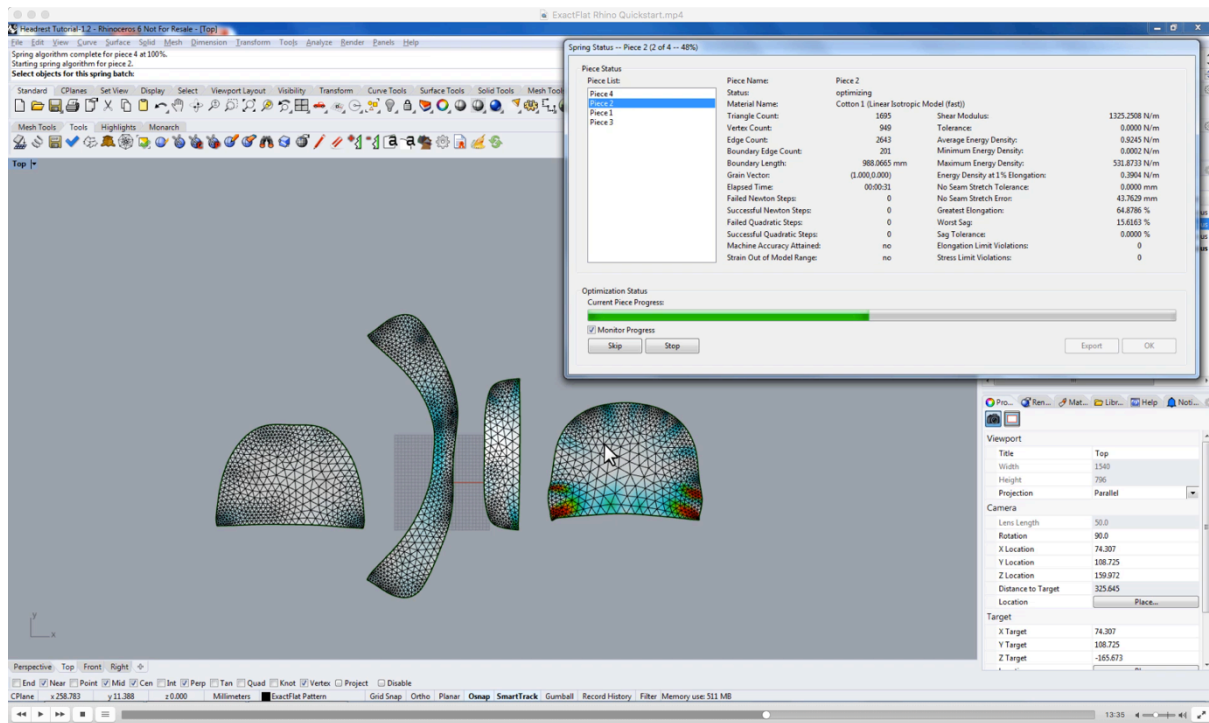 ExactFlat Rhino Quickstart.mp4
Headrest Tutorial-1.2 - Rhinoceros 6 Not For Resale - [Top]
File Edit View Curve Surface Solid Mesh Dimension Transform Tools Analyze Render Panels Help
Spring algorithm complete for piece 4 at 100%.
Starting spring algorithm for piece 2.
Select objects for this spring batch:
Standard CPlanes Set View Display Select Viewport Layout Visibility Transform Curve Tools Surface Tools Solid Tools Mesh Tool
Mesh Tools Tools Highlights Monarch
Top
Spring Status -- Piece 2 (2 of 4 -- 48%)
Piece Status
Piece List:
Piece 4
Piece 2
Piece 1
Piece 3
Piece Name: Piece 2
Status: optimizing
Material Name: Cotton 1 (Linear Isotropic Model (fast))
Triangle Count: 1695 Shear Modulus: 1325.2508 N/m
Vertex Count: 949 Tolerance: 0.0000 N/m
Edge Count: 2643 Average Energy Density: 0.9245 N/m
Boundary Edge Count: 201 Minimum Energy Density: 0.0002 N/m
Boundary Length: 988.0665 mm Maximum Energy Density: 531.8733 N/m
Grain Vector: (1.000,0.000) Energy Density at 1% Elongation: 0.3904 N/m
Elapsed Time: 00:00:31 No Seam Stretch Tolerance: 0.0000 mm
Failed Newton Steps: 0 No Seam Stretch Error: 43.7629 mm
Successful Newton Steps: 0 Greatest Elongation: 64.8786 %
Failed Quadratic Steps: 0 Worst Sag: 15.6163 %
Successful Quadratic Steps: 0 Sag Tolerance: 0.0000 %
Machine Accuracy Attained: no Elongation Limit Violations: 0
Strain Out of Model Range: no Stress Limit Violations: 0
Optimization Status
Current Piece Progress:
Monitor Progress
Skip Stop Export OK
Pro... Ren... Mat... Libr... Help Noti...
Viewport
Title Top
Width 1540
Height 796
Projection Parallel
Camera
Lens Length 50.0
Rotation 90.0
X Location 74.307
Y Location 108.725
Z Location 159.972
Distance to Target 325.645
Location Place...
Target
X Target 74.307
Y Target 108.725
Z Target -165.673
y
x
Perspective Top Front Right
End Near Point Mid Cen Int Perp Tan Quad Knot Vertex Project Disable
CPlane x 258.783 y 11.388 z 0.000 Millimeters ExactFlat Pattern Grid Snap Ortho Planar Osnap SmartTrack Gumball Record History Filter Memory use: 511 MB
13:35